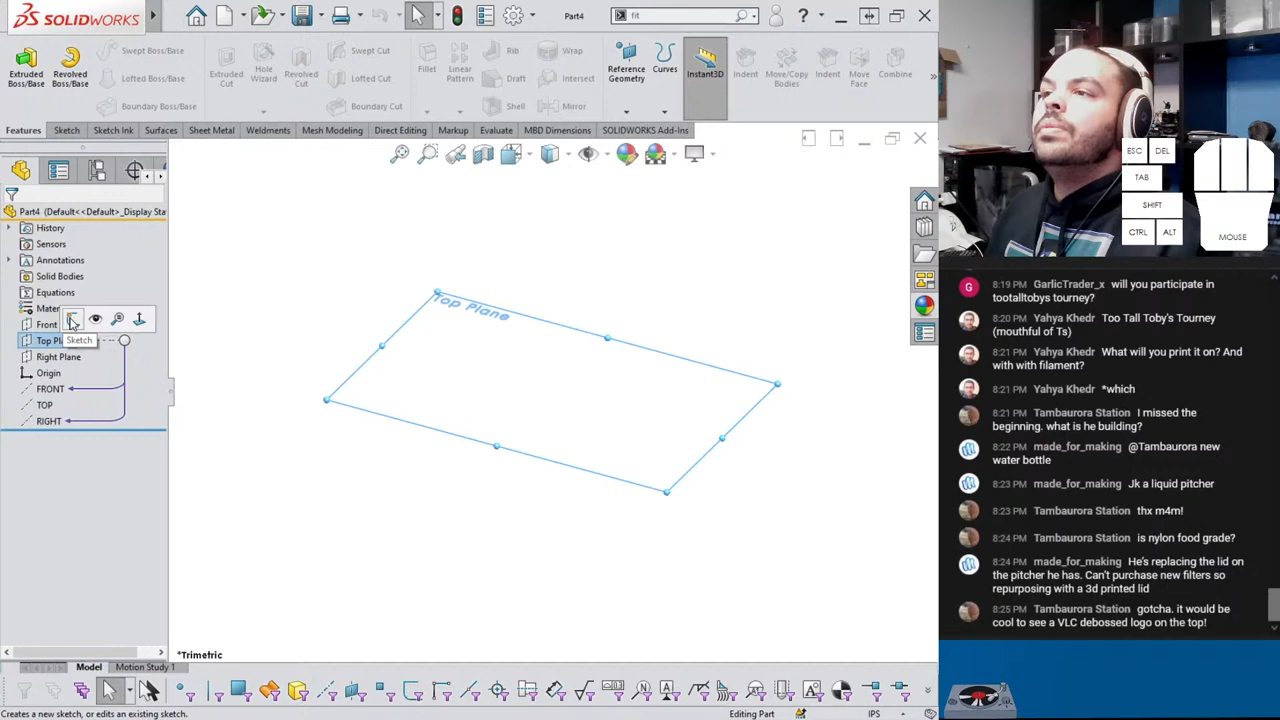 SOLIDWORKS
Part4
fit
Extruded Boss/Base
Revolved Boss/Base
Swept Boss/Base
Lofted Boss/Base
Boundary Boss/Base
Extruded Cut
Hole Wizard
Revolved Cut
Swept Cut
Lofted Cut
Boundary Cut
Fillet
Linear Pattern
Rib
Draft
Shell
Wrap
Intersect
Mirror
Reference Geometry
Curves
Instant3D
Indent
Move/Copy Bodies
Indent
Move Face
Combine
Features
Sketch
Sketch Ink
Surfaces
Sheet Metal
Weldments
Mesh Modeling
Direct Editing
Markup
Evaluate
MBD Dimensions
SOLIDWORKS Add-Ins
Part4 (Default<<Default>_Display Sta
History
Sensors
Annotations
Solid Bodies
Equations
Mater
Front
Top Pla
Sketch
Right Plane
Origin
FRONT
TOP
RIGHT
Top Plane
*Trimetric
Model
Motion Study 1
Creates a new sketch, or edits an existing sketch.
Editing Part
IPS
ESC
DEL
TAB
SHIFT
CTRL
ALT
MOUSE
G
8:19 PM GarlicTrader_x will you participate in
tootalltobys tourney?
8:20 PM Yahya Khedr Too Tall Toby's Tourney
(mouthful of Ts)
8:21 PM Yahya Khedr What will you print it on? And
with with filament?
8:21 PM Yahya Khedr *which
8:21 PM Tambaurora Station I missed the
beginning. what is he building?
8:22 PM made_for_making @Tambaurora new
water bottle
8:23 PM made_for_making Jk a liquid pitcher
8:23 PM Tambaurora Station thx m4m!
8:24 PM Tambaurora Station is nylon food grade?
8:24 PM made_for_making He's replacing the lid on
the pitcher he has. Can't purchase new filters so
repurposing with a 3d printed lid
8:25 PM Tambaurora Station gotcha. it would be
cool to see a VLC debossed logo on the top!